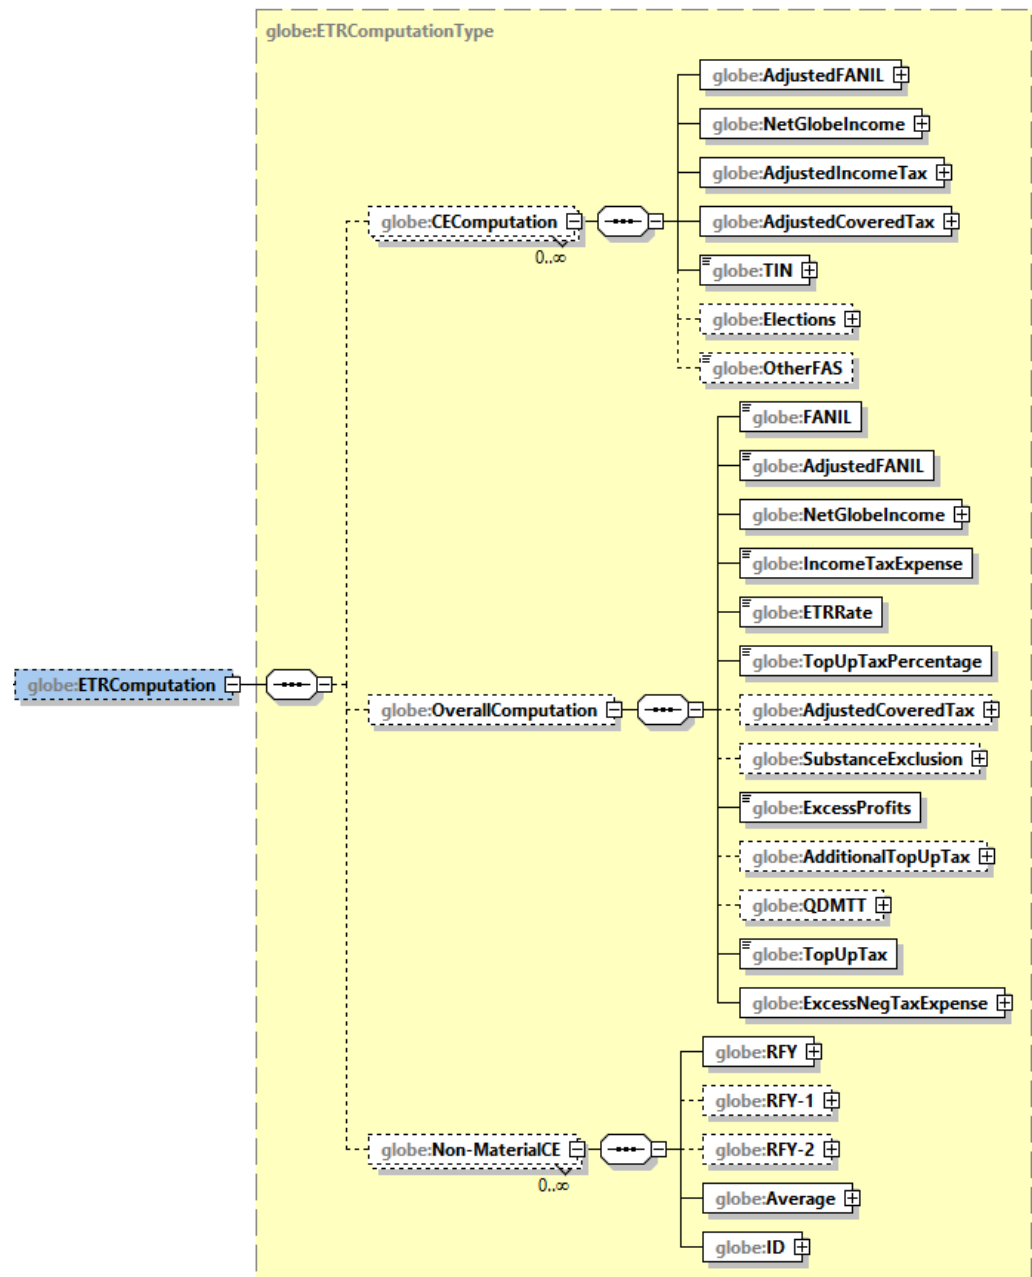 globe:ETRComputationType
globe:AdjustedFANIL
globe:NetGlobeIncome
globe:AdjustedIncomeTax
globe:CEComputation
globe:AdjustedCoveredTax
0..∞
globe:TIN
globe:Elections
globe:OtherFAS
globe:FANIL
globe:AdjustedFANIL
globe:NetGlobeIncome
globe:IncomeTaxExpense
globe:ETRRate
globe:TopUpTaxPercentage
globe:ETRComputation
globe:OverallComputation
globe:AdjustedCoveredTax
globe:SubstanceExclusion
globe:ExcessProfits
globe:AdditionalTopUpTax
globe:QDMTT
globe:TopUpTax
globe:ExcessNegTaxExpense
globe:RFY
globe:RFY-1
globe:Non-MaterialCE
globe:RFY-2
0..∞
globe:Average
globe:ID